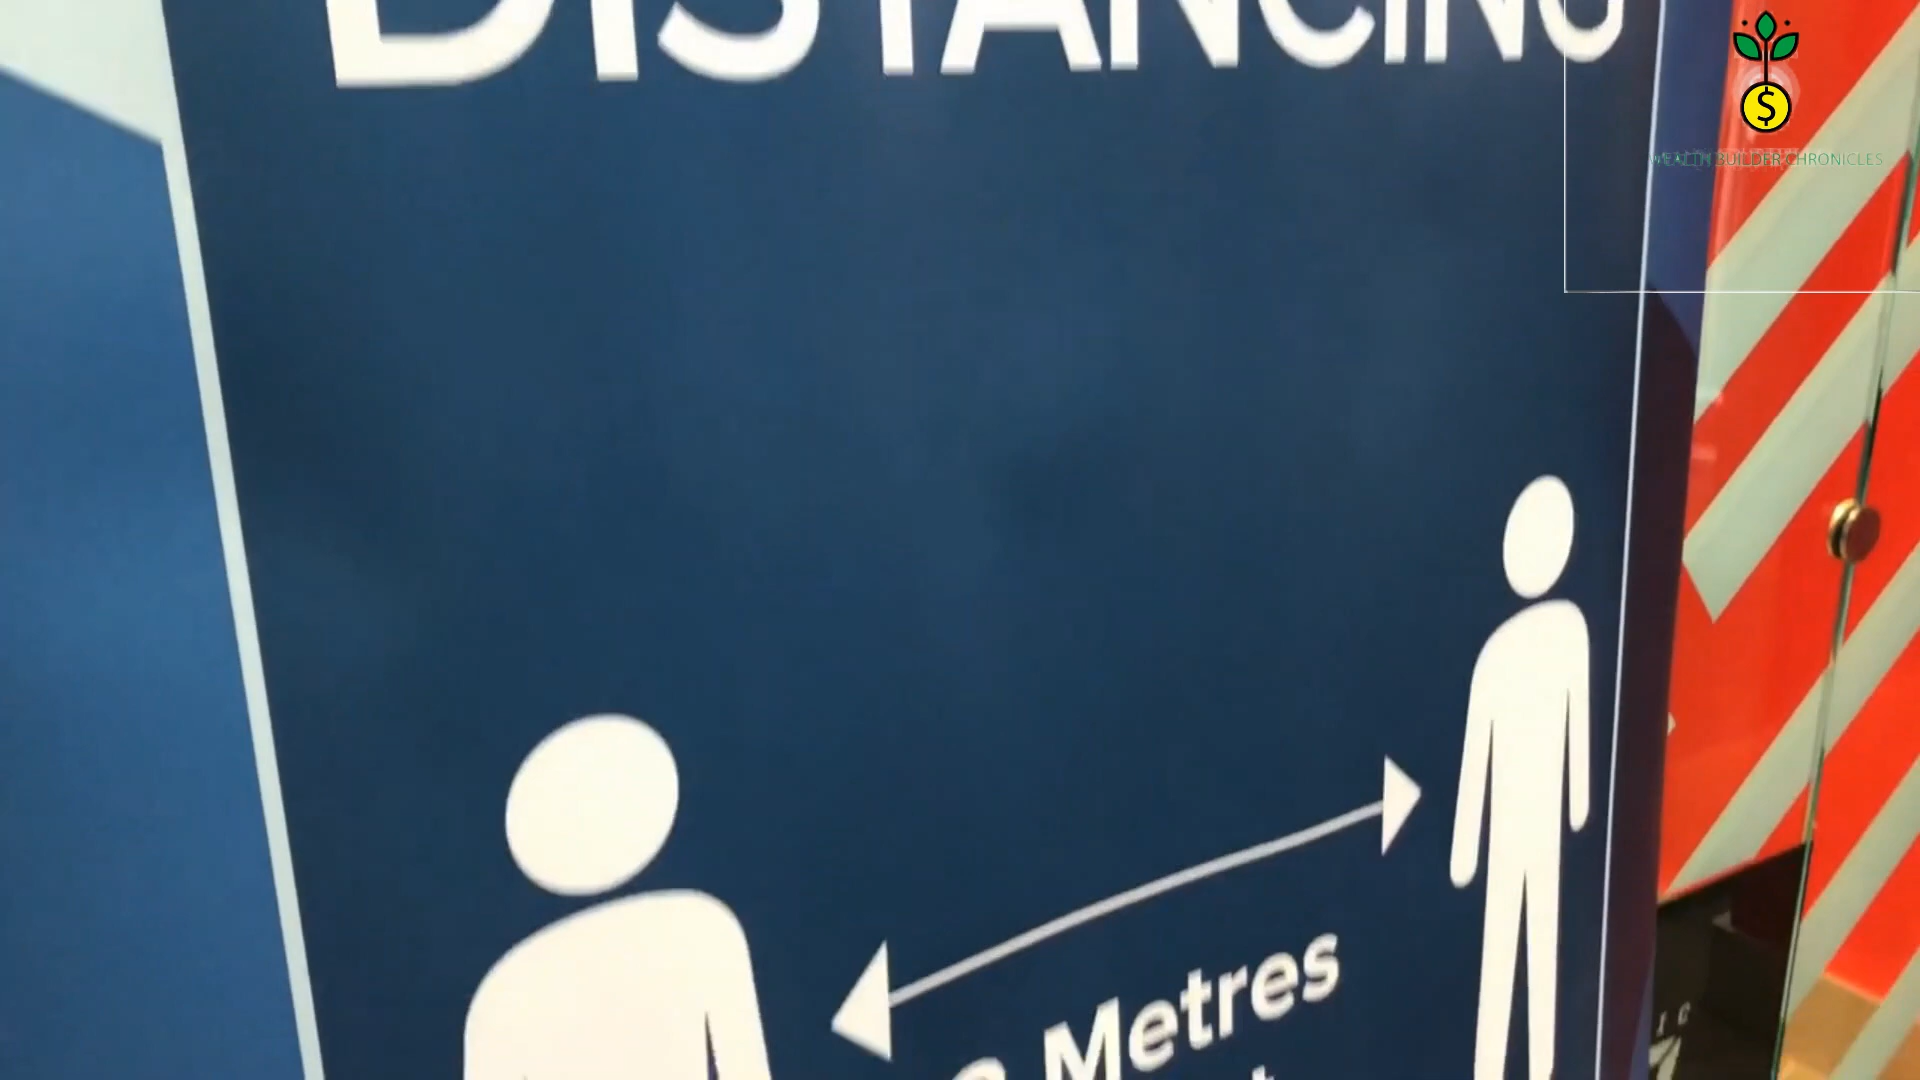 DISTANCING
$
WEALTH BUILDER CHRONICLES
Metres
I C